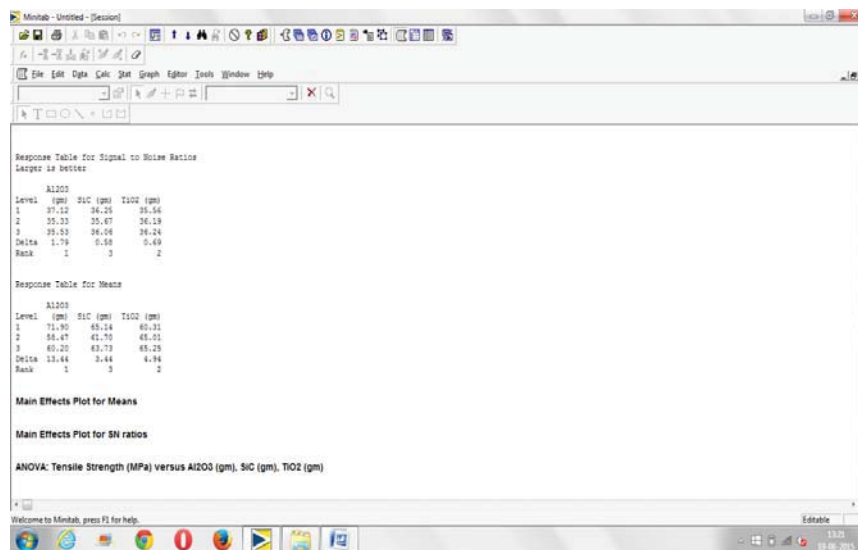 Minitab - Untitled - [Session]
File Edit Data Calc Stat Graph Editor Tools Window Help
Response Table for Signal to Noise Ratios
Larger is better
Al2O3
Level (gm) SiC (gm) TiO2 (gm)
1 37.12 36.25 35.56
2 35.33 35.67 36.19
3 35.53 36.06 36.24
Delta 1.79 0.58 0.69
Rank 1 3 2
Response Table for Means
Al2O3
Level (gm) SiC (gm) TiO2 (gm)
1 71.90 65.14 60.31
2 58.47 61.70 65.01
3 60.20 63.73 65.25
Delta 13.44 3.44 4.94
Rank 1 3 2
Main Effects Plot for Means
Main Effects Plot for SN ratios
ANOVA: Tensile Strength (MPa) versus Al2O3 (gm), SiC (gm), TiO2 (gm)
Welcome to Minitab, press F1 for help.
Editable
13:21